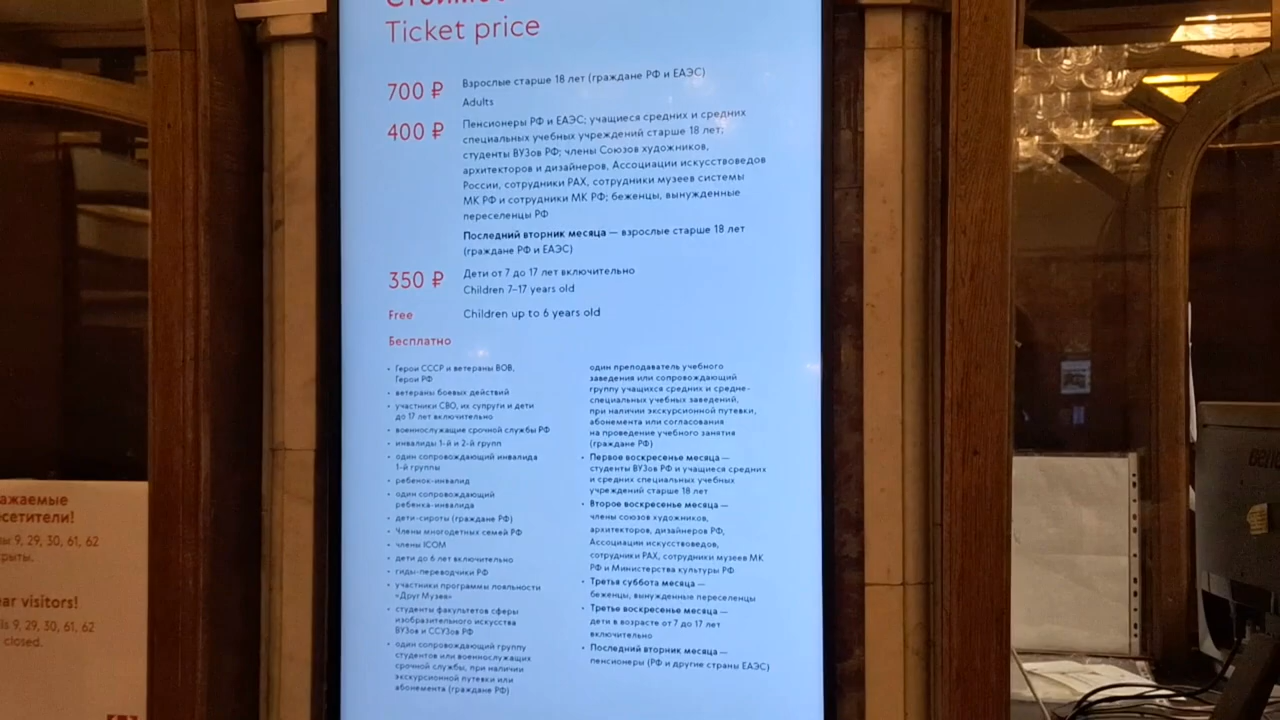 Ticket price
700 ₽ Взрослые старше 18 лет (граждане РФ и ЕАЭС)
Adults
400 ₽ Пенсионеры РФ и ЕАЭС; учащиеся средних и средних
специальных учебных учреждений старше 18 лет;
студенты ВУЗов РФ; члены Союзов художников,
архитекторов и дизайнеров, Ассоциации искусствоведов
России, сотрудники РАХ, сотрудники музеев системы
МК РФ и сотрудники МК РФ; беженцы, вынужденные
переселенцы РФ
Последний вторник месяца — взрослые старше 18 лет
(граждане РФ и ЕАЭС)
350 ₽ Дети от 7 до 17 лет включительно
Children 7–17 years old
Free Children up to 6 years old
Бесплатно
• Герои СССР и ветераны ВОВ,
Герои РФ
• ветераны боевых действий
• участники СВО, их супруги и дети
до 17 лет включительно
• военнослужащие срочной службы РФ
• инвалиды 1-й и 2-й групп
• один сопровождающий инвалида
1-й группы
• ребенок-инвалид
• один сопровождающий
ребенка-инвалида
• дети-сироты (граждане РФ)
• Члены многодетных семей РФ
• члены ICOM
• дети до 6 лет включительно
• гиды-переводчики РФ
• участники программы лояльности
«Друг Музея»
• студенты факультетов сферы
изобразительного искусства
ВУЗов и ССУЗов РФ
• один сопровождающий группу
студентов или военнослужащих
срочной службы, при наличии
экскурсионной путевки или
абонемента (граждане РФ)
один преподаватель учебного
заведения или сопровождающий
группу учащихся средних и средне-
специальных учебных заведений,
при наличии экскурсионной путевки,
абонемента или согласования
на проведение учебного занятия
(граждане РФ)
• Первое воскресенье месяца —
студенты ВУЗов РФ и учащиеся средних
и средних специальных учебных
учреждений старше 18 лет
• Второе воскресенье месяца —
члены союзов художников,
архитекторов, дизайнеров РФ,
Ассоциации искусствоведов,
сотрудники РАХ, сотрудники музеев МК
РФ и Министерства культуры РФ
• Третья суббота месяца —
беженцы, вынужденные переселенцы
• Третье воскресенье месяца —
дети в возрасте от 7 до 17 лет
включительно
• Последний вторник месяца —
пенсионеры (РФ и другие страны ЕАЭС)
9, 29, 30, 61, 62
visitors!
9, 29, 30, 61, 62
closed.